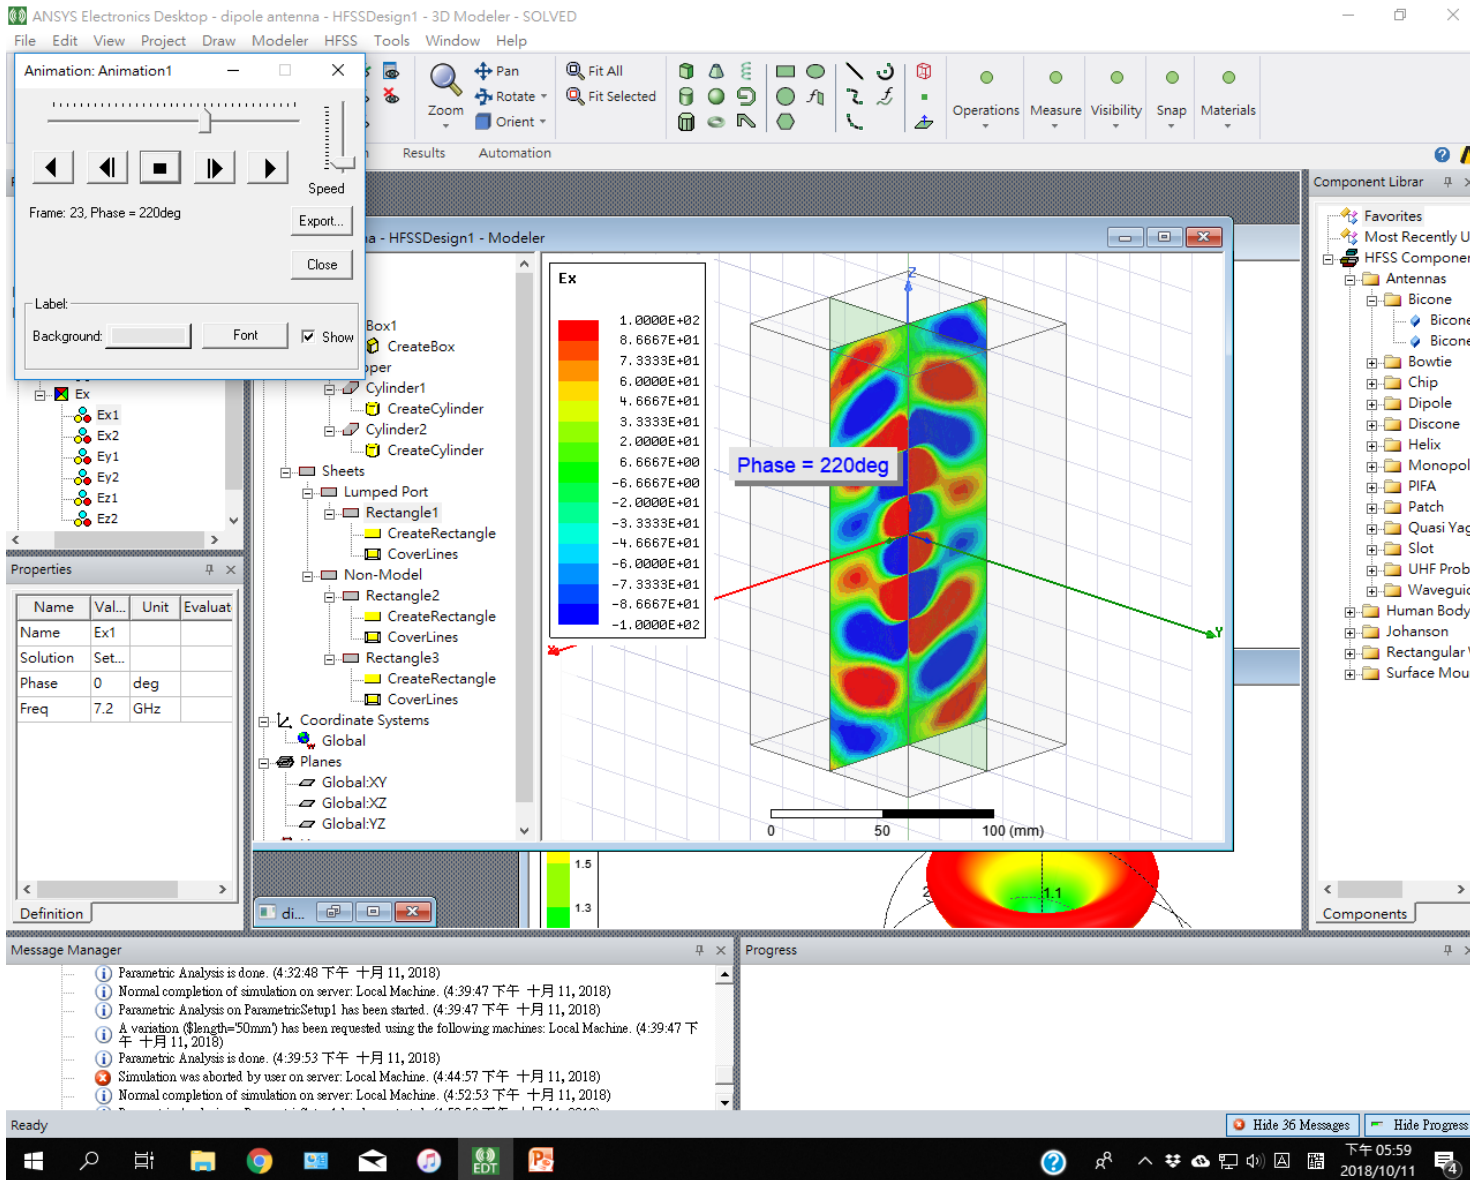 ANSYS Electronics Desktop - dipole antenna - HFSSDesign1 - 3D Modeler - SOLVED
File Edit View Project Draw Modeler HFSS Tools Window Help
Animation: Animation1
Speed
Frame: 23, Phase = 220deg
Export...
Close
Label:
Background:
Font
Show
Zoom
Pan
Rotate
Orient
Fit All
Fit Selected
Operations Measure Visibility Snap Materials
Results Automation
Ex
Ex1
Ex2
Ey1
Ey2
Ez1
Ez2
Properties
Name Val... Unit Evaluat
Name Ex1
Solution Set...
Phase 0 deg
Freq 7.2 GHz
Definition
na - HFSSDesign1 - Modeler
Box1
CreateBox
pper
Cylinder1
CreateCylinder
Cylinder2
CreateCylinder
Sheets
Lumped Port
Rectangle1
CreateRectangle
CoverLines
Non-Model
Rectangle2
CreateRectangle
CoverLines
Rectangle3
CreateRectangle
CoverLines
Coordinate Systems
Global
Planes
Global:XY
Global:XZ
Global:YZ
Ex
1.0000E+02
8.6667E+01
7.3333E+01
6.0000E+01
4.6667E+01
3.3333E+01
2.0000E+01
6.6667E+00
-6.6667E+00
-2.0000E+01
-3.3333E+01
-4.6667E+01
-6.0000E+01
-7.3333E+01
-8.6667E+01
-1.0000E+02
Phase = 220deg
Z
Y
0 50 100 (mm)
1.5
1.3
2
1.1
di...
Component Librar
Favorites
Most Recently U
HFSS Componer
Antennas
Bicone
Bicone
Bicone
Bowtie
Chip
Dipole
Discone
Helix
Monopol
PIFA
Patch
Quasi Yag
Slot
UHF Prob
Waveguid
Human Body
Johanson
Rectangular
Surface Mou
Components
Message Manager
Parametric Analysis is done. (4:32:48 下午 十月 11, 2018)
Normal completion of simulation on server: Local Machine. (4:39:47 下午 十月 11, 2018)
Parametric Analysis on ParametricSetup1 has been started. (4:39:47 下午 十月 11, 2018)
A variation ($length='50mm') has been requested using the following machines: Local Machine. (4:39:47 下
午 十月 11, 2018)
Parametric Analysis is done. (4:39:53 下午 十月 11, 2018)
Simulation was aborted by user on server: Local Machine. (4:44:57 下午 十月 11, 2018)
Normal completion of simulation on server: Local Machine. (4:52:53 下午 十月 11, 2018)
Progress
Ready
Hide 36 Messages
Hide Progress
EDT
下午 05:59
2018/10/11
4